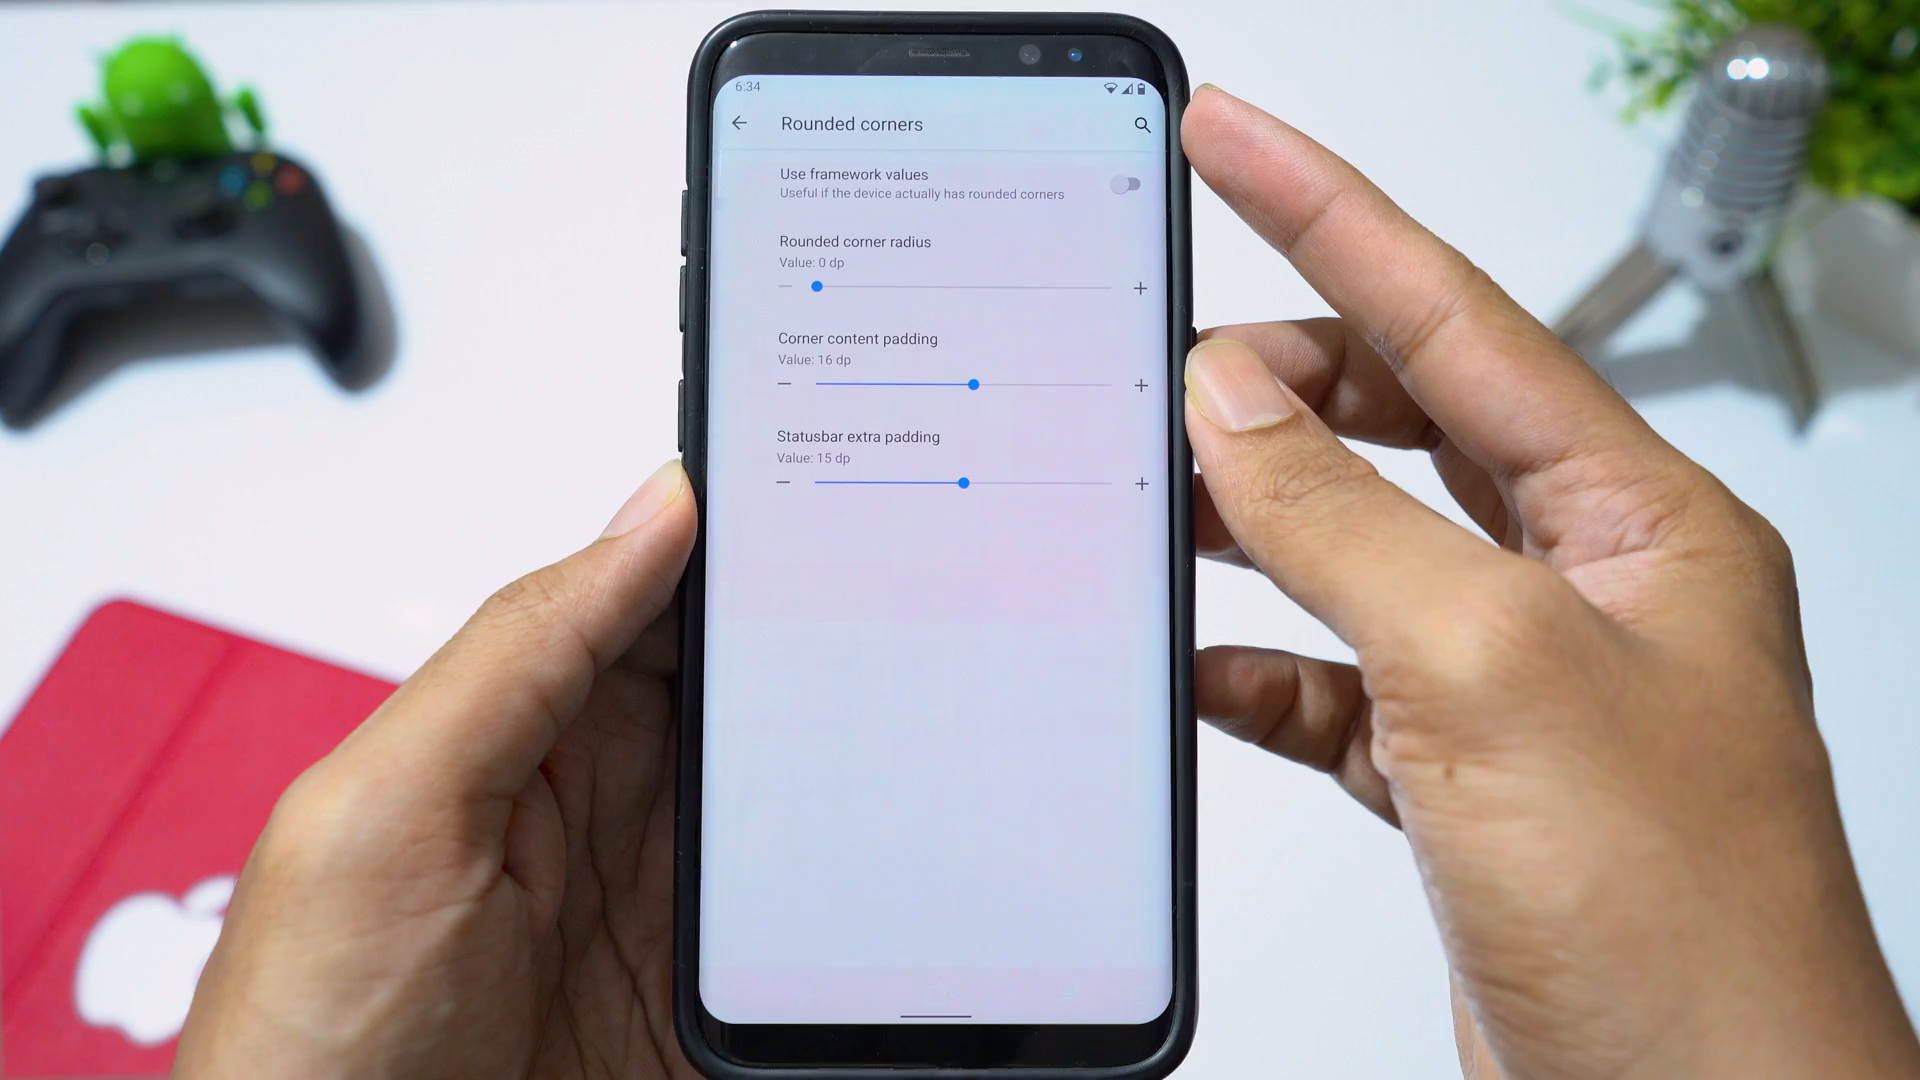 6:34
Rounded corners
Use framework values
Useful if the device actually has rounded corners
Rounded corner radius
Value: 0 dp
Corner content padding
Value: 16 dp
Statusbar extra padding
Value: 15 dp